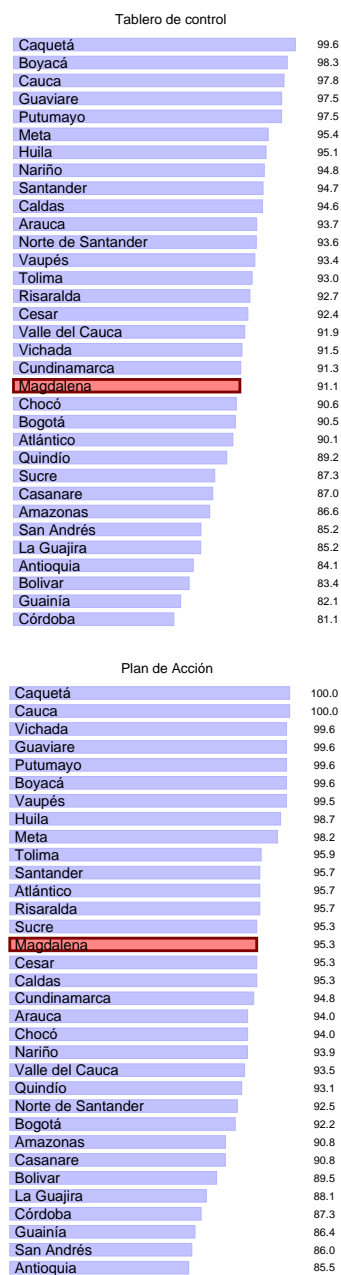 Tablero de control
Caquetá 99.6
Boyacá 98.3
Cauca 97.8
Guaviare 97.5
Putumayo 97.5
Meta 95.4
Huila 95.1
Nariño 94.8
Santander 94.7
Caldas 94.6
Arauca 93.7
Norte de Santander 93.6
Vaupés 93.4
Tolima 93.0
Risaralda 92.7
Cesar 92.4
Valle del Cauca 91.9
Vichada 91.5
Cundinamarca 91.3
Magdalena 91.1
Chocó 90.6
Bogotá 90.5
Atlántico 90.1
Quindío 89.2
Sucre 87.3
Casanare 87.0
Amazonas 86.6
San Andrés 85.2
La Guajira 85.2
Antioquia 84.1
Bolivar 83.4
Guainía 82.1
Córdoba 81.1
Plan de Acción
Caquetá 100.0
Cauca 100.0
Vichada 99.6
Guaviare 99.6
Putumayo 99.6
Boyacá 99.6
Vaupés 99.5
Huila 98.7
Meta 98.2
Tolima 95.9
Santander 95.7
Atlántico 95.7
Risaralda 95.7
Sucre 95.3
Magdalena 95.3
Cesar 95.3
Caldas 95.3
Cundinamarca 94.8
Arauca 94.0
Chocó 94.0
Nariño 93.9
Valle del Cauca 93.5
Quindío 93.1
Norte de Santander 92.5
Bogotá 92.2
Amazonas 90.8
Casanare 90.8
Bolivar 89.5
La Guajira 88.1
Córdoba 87.3
Guainía 86.4
San Andrés 86.0
Antioquia 85.5